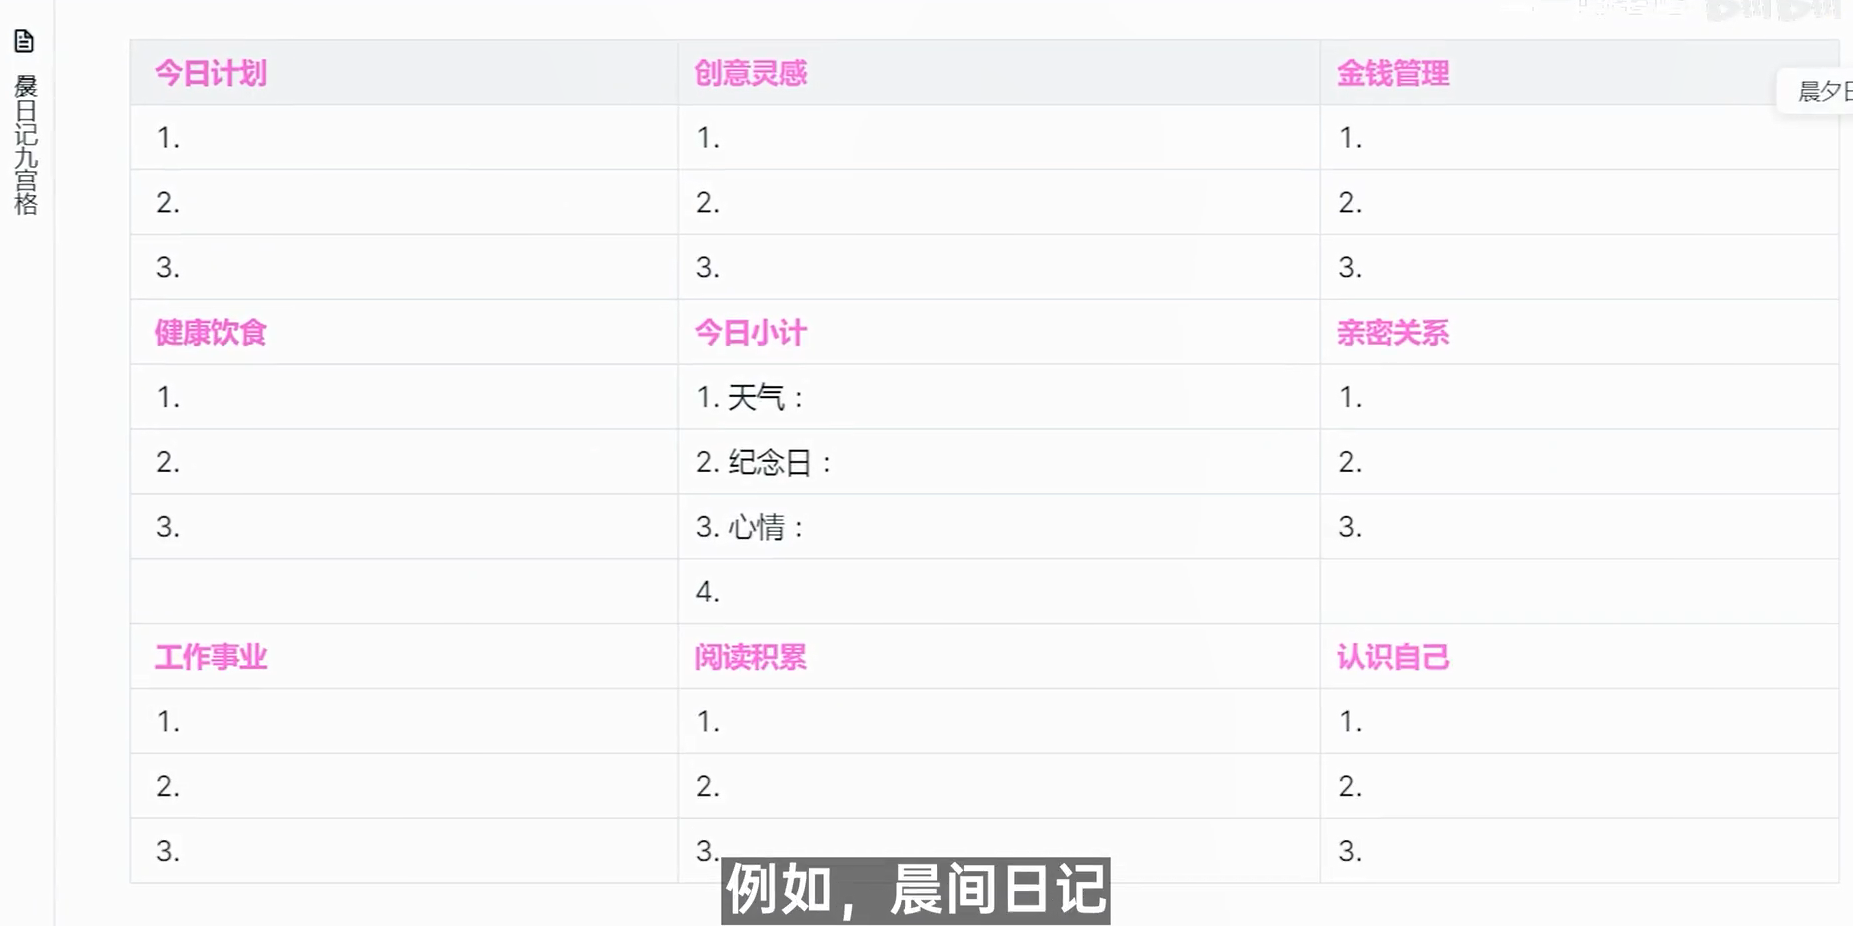 晨夕日记九宫格
今日计划 创意灵感 金钱管理
晨夕日
1. 1. 1.
2. 2. 2.
3. 3. 3.
健康饮食 今日小计 亲密关系
1. 1. 天气： 1.
2. 2. 纪念日： 2.
3. 3. 心情： 3.
4.
工作事业 阅读积累 认识自己
1. 1. 1.
2. 2. 2.
3. 3. 3.
例如，晨间日记